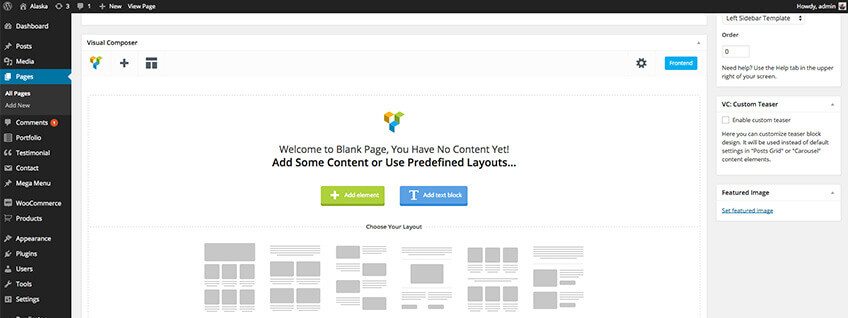 Alaska
3
1
New
View Page
Howdy, admin
Dashboard
Posts
Media
Pages
All Pages
Add New
Comments 1
Portfolio
Testimonial
Contact
Mega Menu
WooCommerce
Products
Appearance
Plugins
Users
Tools
Settings
Visual Composer
Frontend
Welcome to Blank Page, You Have No Content Yet!
Add Some Content or Use Predefined Layouts...
Add element
Add text block
Choose Your Layout
Left Sidebar Template
Order
0
Need help? Use the Help tab in the upper
right of your screen.
VC: Custom Teaser
Enable custom teaser
Here you can customize teaser block
design. It will be used instead of default
settings in "Posts Grid" or "Carousel"
content elements.
Featured Image
Set featured image